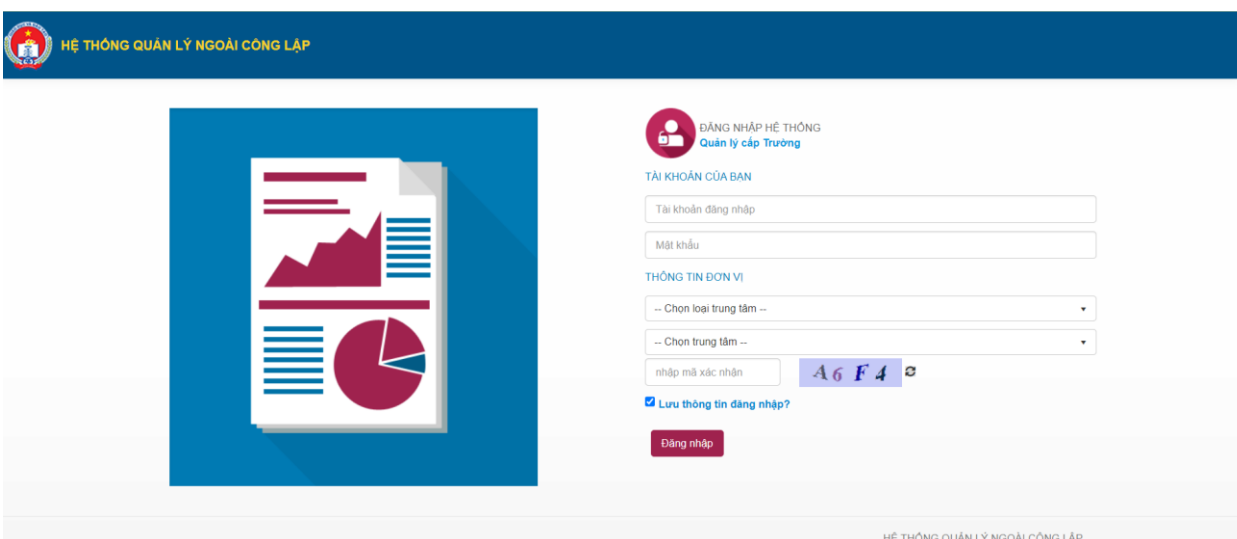 HỆ THỐNG QUẢN LÝ NGOÀI CÔNG LẬP
ĐĂNG NHẬP HỆ THỐNG
Quản lý cấp Trường
TÀI KHOẢN CỦA BẠN
Tài khoản đăng nhập
Mật khẩu
THÔNG TIN ĐƠN VỊ
-- Chọn loại trung tâm --
-- Chọn trung tâm --
nhập mã xác nhận
A6F4
Lưu thông tin đăng nhập?
Đăng nhập
HỆ THỐNG QUẢN LÝ NGOÀI CÔNG LẬP